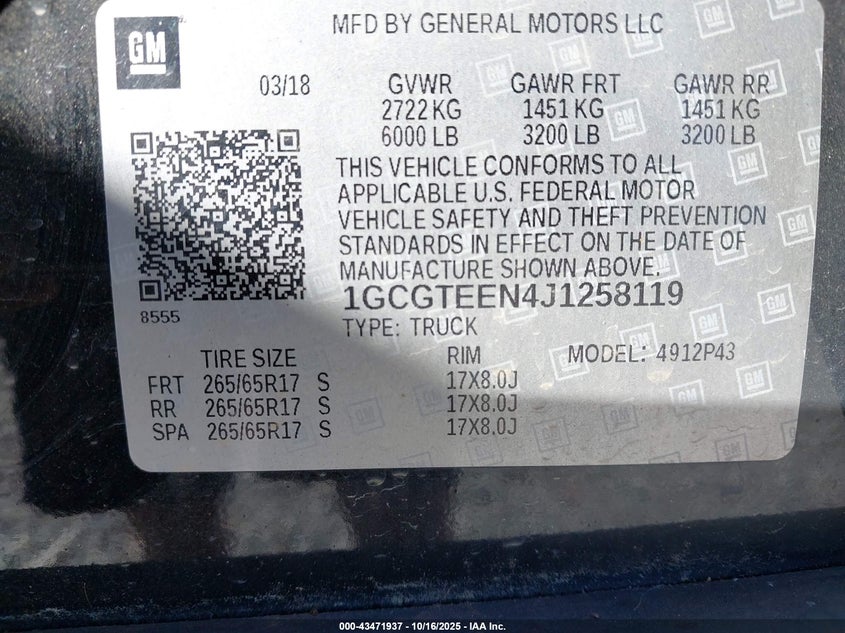 GM
MFD BY GENERAL MOTORS LLC
03/18 GVWR GAWR FRT GAWR RR
2722 KG 1451 KG 1451 KG
6000 LB 3200 LB 3200 LB
THIS VEHICLE CONFORMS TO ALL
APPLICABLE U.S. FEDERAL MOTOR
VEHICLE SAFETY AND THEFT PREVENTION
STANDARDS IN EFFECT ON THE DATE OF
MANUFACTURE SHOWN ABOVE.
1GCGTEEN4J1258119
8555
TYPE: TRUCK
TIRE SIZE RIM MODEL: 4912P43
FRT 265/65R17 S 17X8.0J
RR 265/65R17 S 17X8.0J
SPA 265/65R17 S 17X8.0J
000-43471937 - 10/16/2025 - IAA Inc.